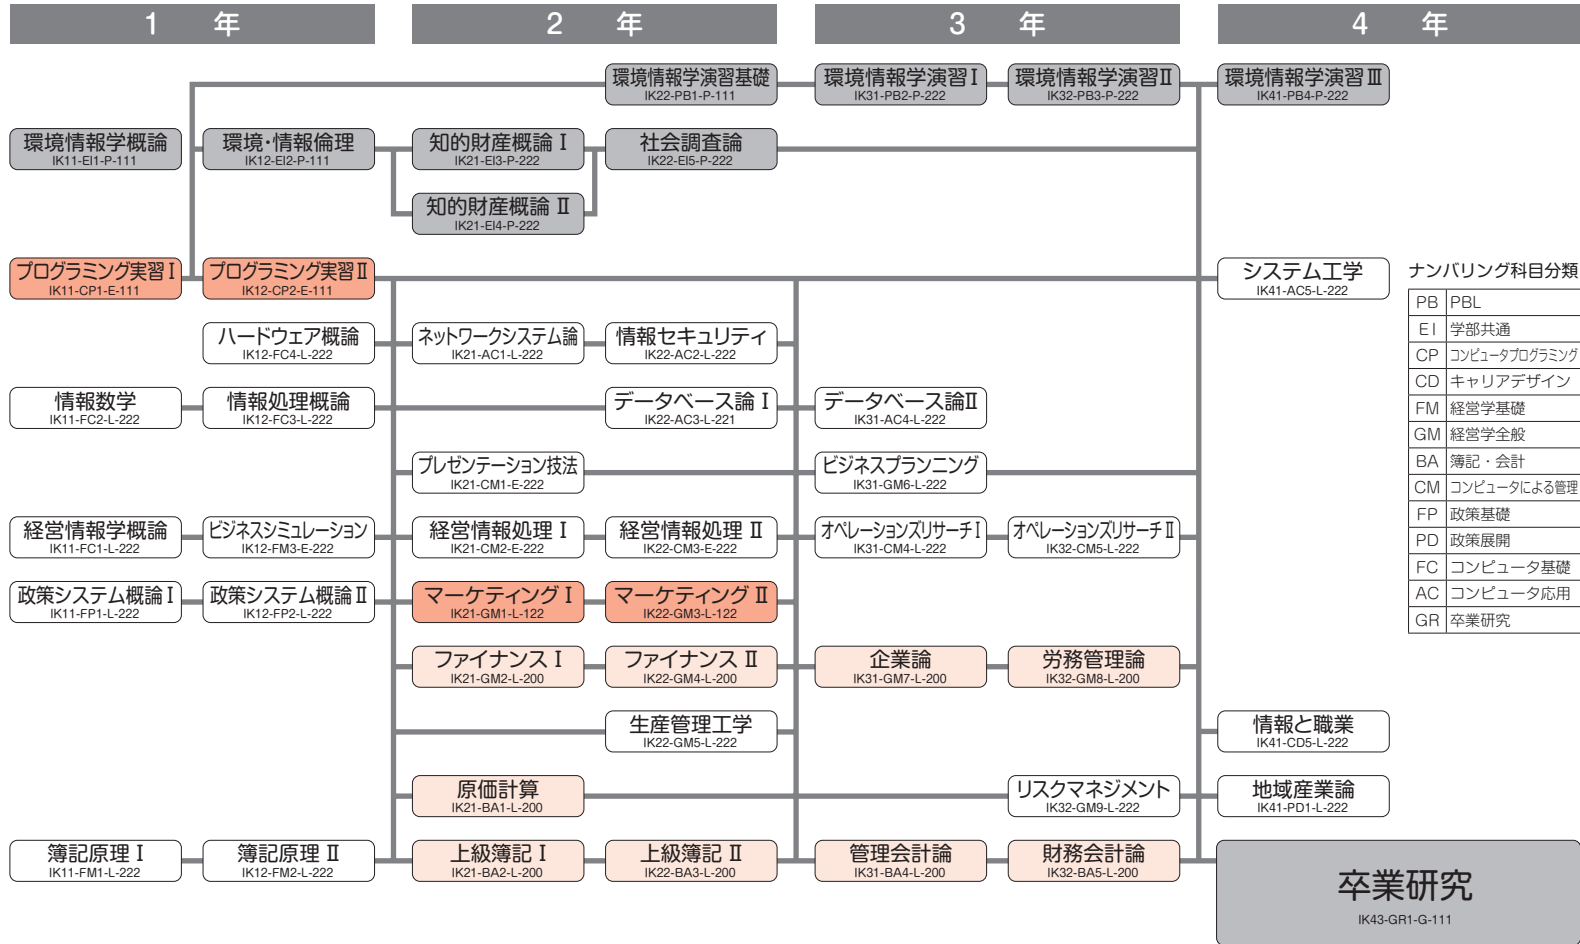 1 年
2 年
3 年
4 年
環境情報学演習基礎
IK22-PB1-P-111
環境情報学演習Ⅰ
IK31-PB2-P-222
環境情報学演習Ⅱ
IK32-PB3-P-222
環境情報学演習Ⅲ
IK41-PB4-P-222
環境情報学概論
IK11-EI1-P-111
環境・情報倫理
IK12-EI2-P-111
知的財産概論 Ⅰ
IK21-EI3-P-222
社会調査論
IK22-EI5-P-222
知的財産概論 Ⅱ
IK21-EI4-P-222
プログラミング実習Ⅰ
IK11-CP1-E-111
プログラミング実習Ⅱ
IK12-CP2-E-111
システム工学
IK41-AC5-L-222
ハードウェア概論
IK12-FC4-L-222
ネットワークシステム論
IK21-AC1-L-222
情報セキュリティ
IK22-AC2-L-222
情報数学
IK11-FC2-L-222
情報処理概論
IK12-FC3-L-222
データベース論 Ⅰ
IK22-AC3-L-221
データベース論Ⅱ
IK31-AC4-L-222
プレゼンテーション技法
IK21-CM1-E-222
ビジネスプランニング
IK31-GM6-L-222
経営情報学概論
IK11-FC1-L-222
ビジネスシミュレーション
IK12-FM3-E-222
経営情報処理 Ⅰ
IK21-CM2-E-222
経営情報処理 Ⅱ
IK22-CM3-E-222
オペレーションズリサーチⅠ
IK31-CM4-L-222
オペレーションズリサーチⅡ
IK32-CM5-L-222
政策システム概論Ⅰ
IK11-FP1-L-222
政策システム概論Ⅱ
IK12-FP2-L-222
マーケティング Ⅰ
IK21-GM1-L-122
マーケティング Ⅱ
IK22-GM3-L-122
ファイナンス Ⅰ
IK21-GM2-L-200
ファイナンス Ⅱ
IK22-GM4-L-200
企業論
IK31-GM7-L-200
労務管理論
IK32-GM8-L-200
生産管理工学
IK22-GM5-L-222
情報と職業
IK41-CD5-L-222
原価計算
IK21-BA1-L-200
リスクマネジメント
IK32-GM9-L-222
地域産業論
IK41-PD1-L-222
簿記原理 Ⅰ
IK11-FM1-L-222
簿記原理 Ⅱ
IK12-FM2-L-222
上級簿記 Ⅰ
IK21-BA2-L-200
上級簿記 Ⅱ
IK22-BA3-L-200
管理会計論
IK31-BA4-L-200
財務会計論
IK32-BA5-L-200
卒業研究
IK43-GR1-G-111
ナンバリング科目分類
PB PBL
EI 学部共通
CP コンピュータプログラミング
CD キャリアデザイン
FM 経営学基礎
GM 経営学全般
BA 簿記・会計
CM コンピュータによる管理
FP 政策基礎
PD 政策展開
FC コンピュータ基礎
AC コンピュータ応用
GR 卒業研究